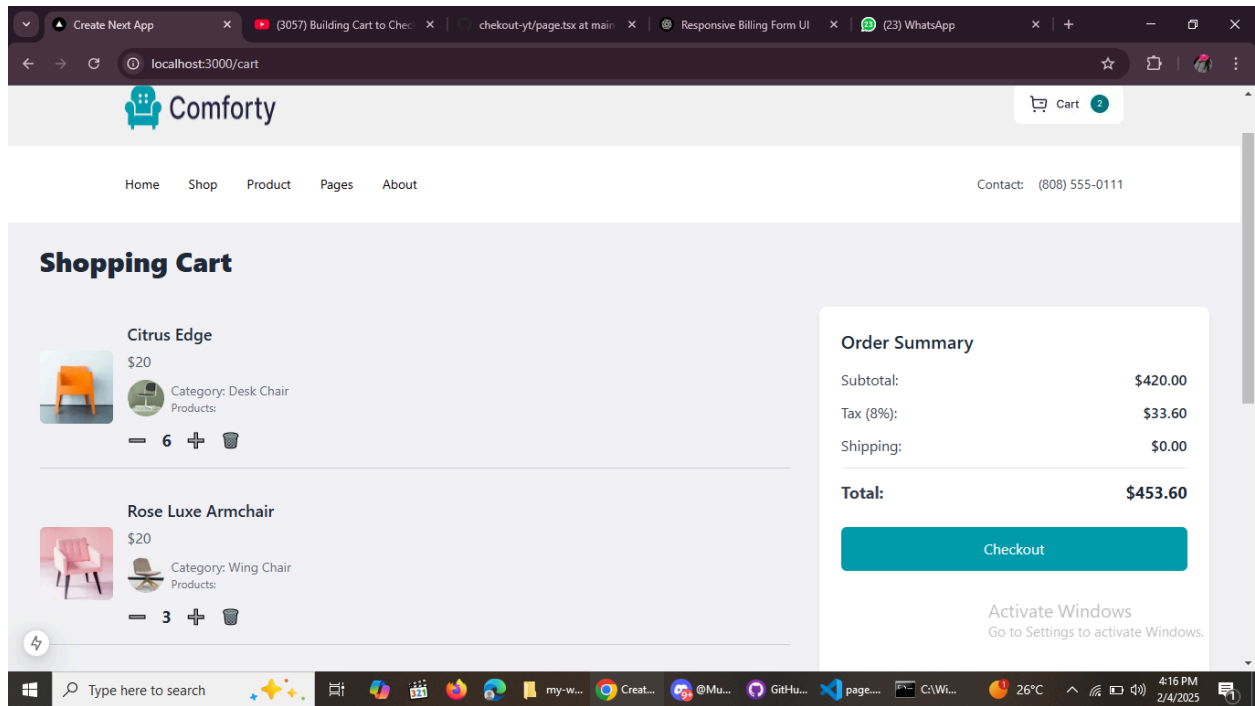 Create Next App
(3057) Building Cart to Chec
chekout-yt/page.tsx at main
Responsive Billing Form UI
23
(23) WhatsApp
localhost:3000/cart
Comforty
Cart 2
Home Shop Product Pages About
Contact: (808) 555-0111
Shopping Cart
Citrus Edge
$20
Category: Desk Chair
Products:
6
Rose Luxe Armchair
$20
Category: Wing Chair
Products:
3
Order Summary
Subtotal: $420.00
Tax (8%): $33.60
Shipping: $0.00
Total: $453.60
Checkout
Activate Windows
Go to Settings to activate Windows.
Type here to search
321
my-w...
Creat...
9+
@Mu...
GitHu...
page....
C:\Wi...
1
26°C
4:16 PM
2/4/2025
1